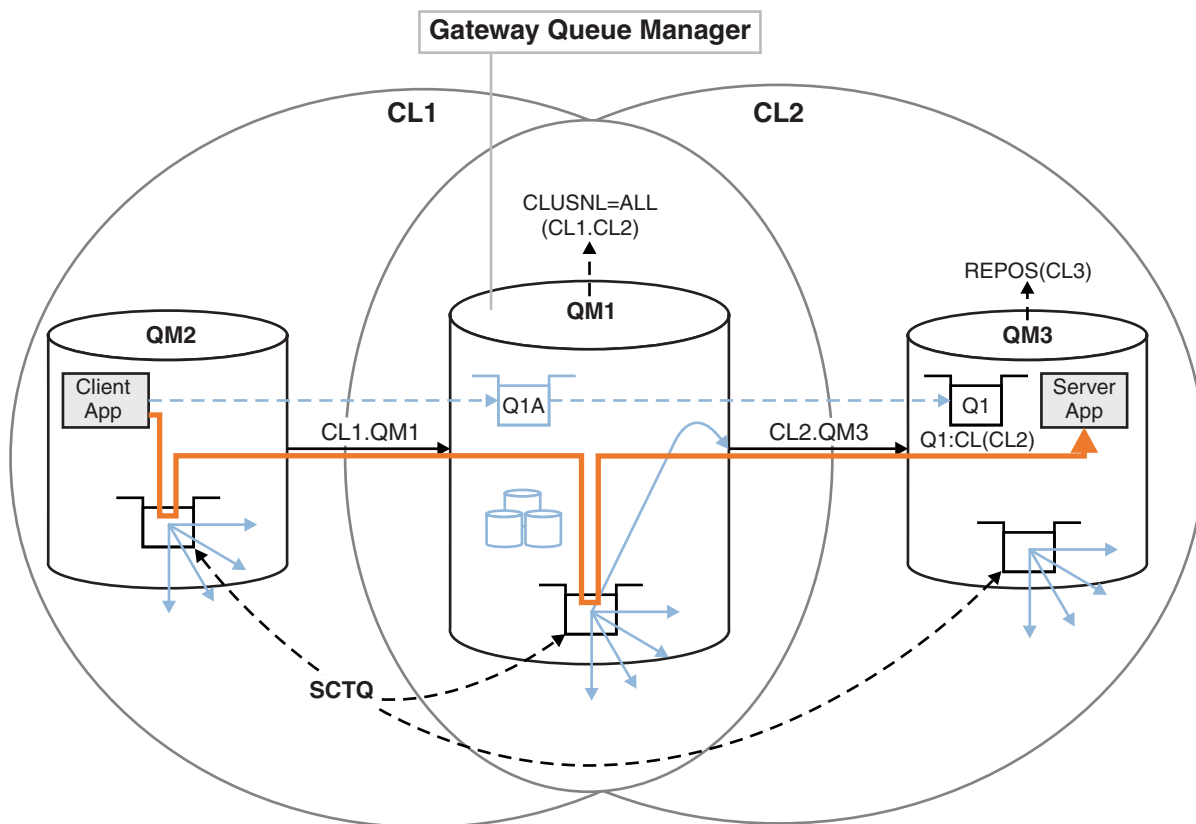 Gateway Queue Manager
CL1
CL2
CLUSNL=ALL
(CL1.CL2)
REPOS(CL3)
QM2
QM1
QM3
Client
App
Q1A
Q1
Server
App
CL1.QM1
CL2.QM3
Q1:CL(CL2)
SCTQ